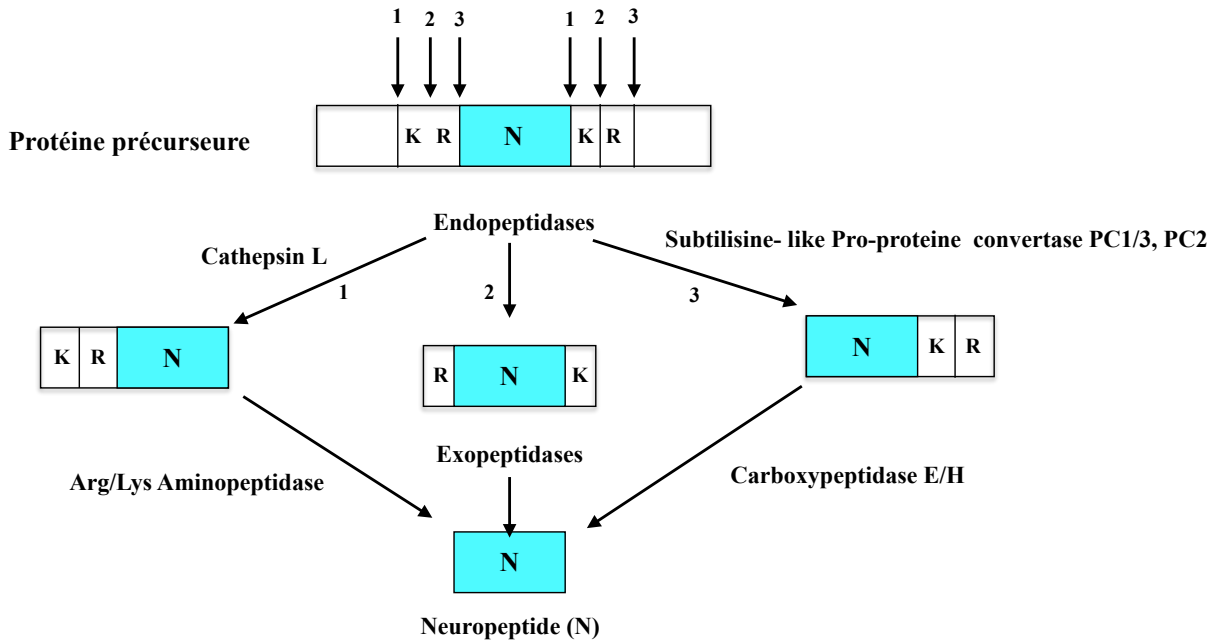 1 2 3 1 2 3
Protéine précurseure
K R N K R
Endopeptidases
Cathepsin L
Subtilisine- like Pro-proteine convertase PC1/3, PC2
1 2 3
K R N
R N K
N K R
Exopeptidases
Arg/Lys Aminopeptidase
Carboxypeptidase E/H
N
Neuropeptide (N)